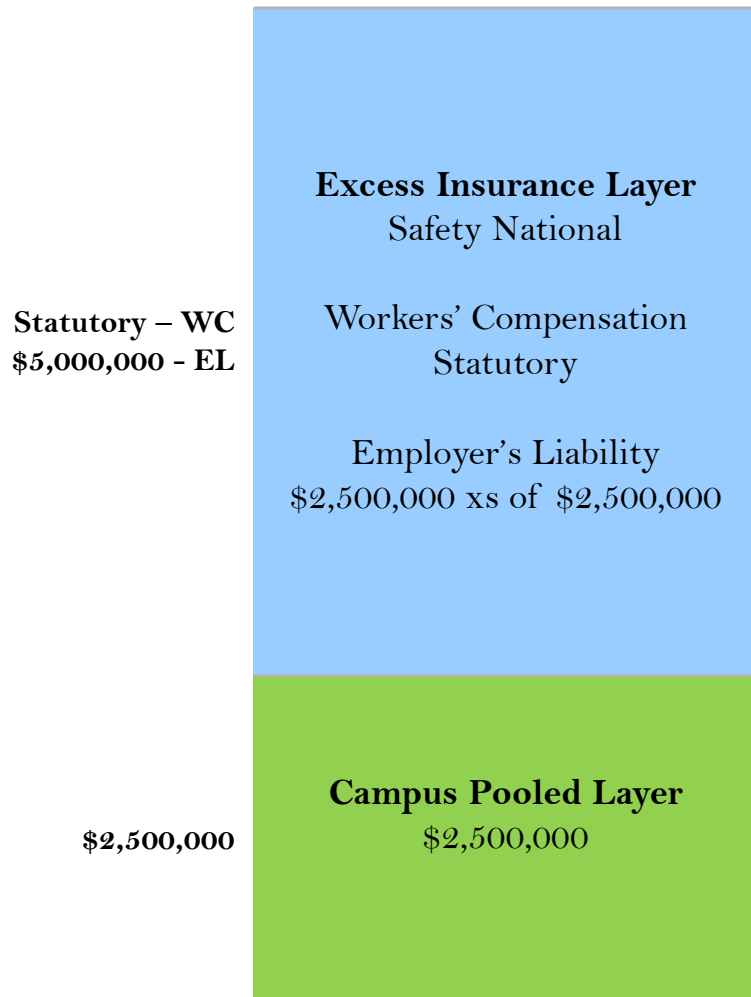 Excess Insurance Layer
Safety National
Statutory – WC
$5,000,000 - EL
Workers’ Compensation
Statutory
Employer’s Liability
$2,500,000 xs of $2,500,000
Campus Pooled Layer
$2,500,000
$2,500,000